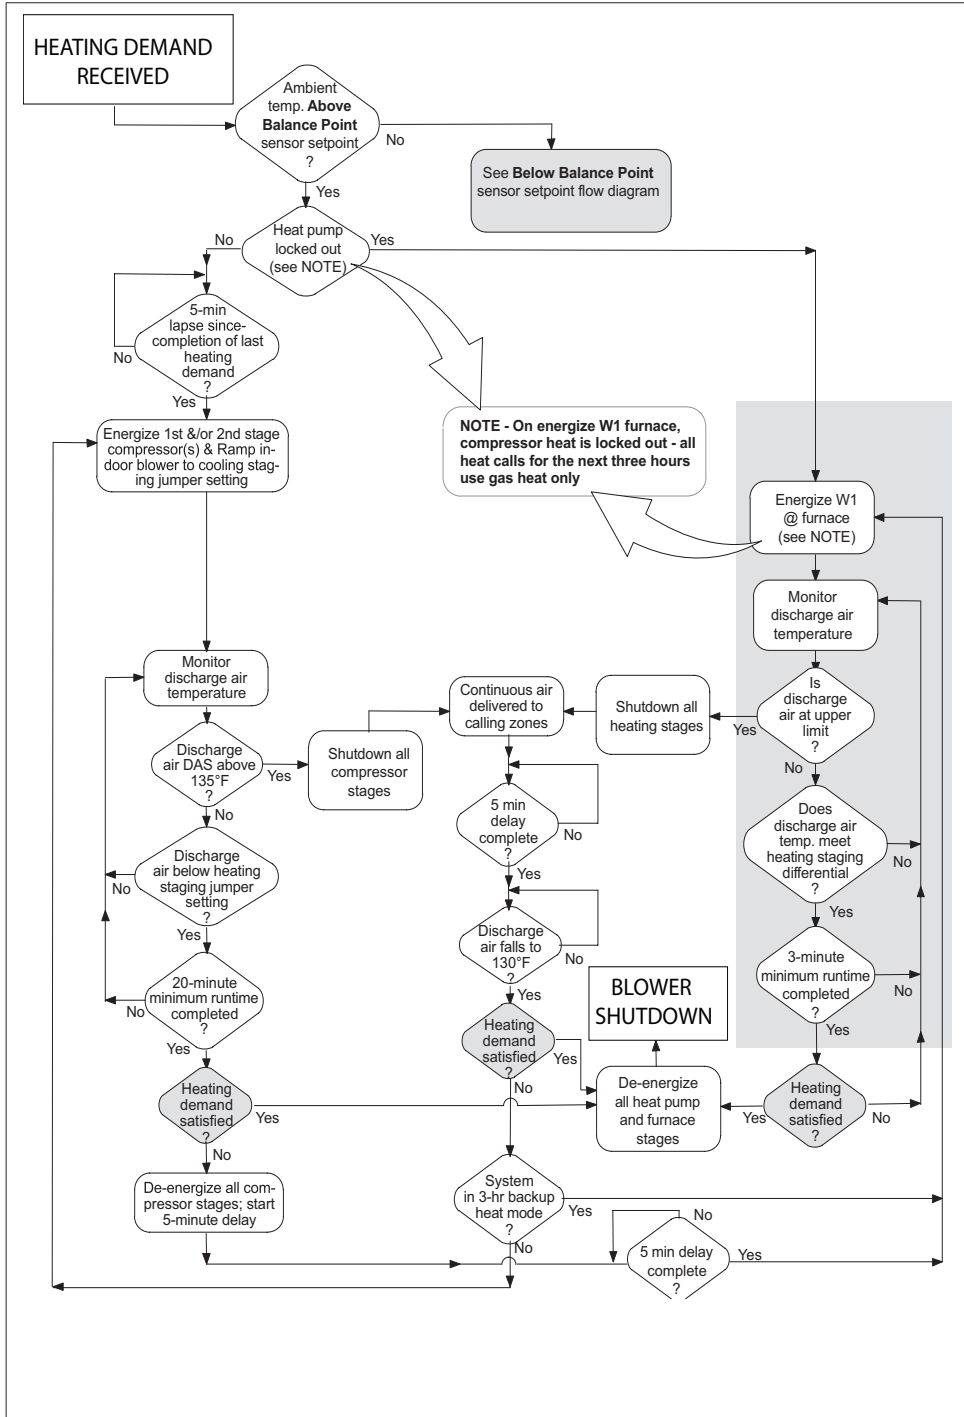 HEATING DEMAND
RECEIVED
Ambient
temp. Above
Balance Point
sensor setpoint
?
No
See Below Balance Point
sensor setpoint flow diagram
Yes
Heat pump
locked out
(see NOTE)
No
Yes
5-min
lapse since-
completion of last
heating
demand
?
No
Yes
Energize 1st &/or 2nd stage
compressor(s) & Ramp in-
door blower to cooling stag-
ing jumper setting
NOTE - On energize W1 furnace,
compressor heat is locked out - all
heat calls for the next three hours
use gas heat only
Energize W1
@ furnace
(see NOTE)
Monitor
discharge air
temperature
Is
discharge
air at upper
limit
?
Yes
No
Shutdown all
heating stages
Continuous air
delivered to
calling zones
Monitor
discharge air
temperature
Discharge
air DAS above
135°F
?
Yes
No
Shutdown all
compressor
stages
5 min
delay
complete
?
No
Yes
Does
discharge air
temp. meet
heating staging
differential
?
No
Yes
Discharge
air below heating
staging jumper
setting
?
No
Yes
Discharge
air falls to
130°F
?
No
Yes
3-minute
minimum runtime
completed
?
No
Yes
20-minute
minimum runtime
completed
?
No
Yes
BLOWER
SHUTDOWN
Heating
demand
satisfied
?
Yes
No
De-energize
all heat pump
and furnace
stages
Heating
demand
satisfied
?
Yes
No
Heating
demand
satisfied
?
Yes
No
De-energize all com-
pressor stages; start
5-minute delay
System
in 3-hr backup
heat mode
?
Yes
No
5 min delay
complete
?
No
Yes